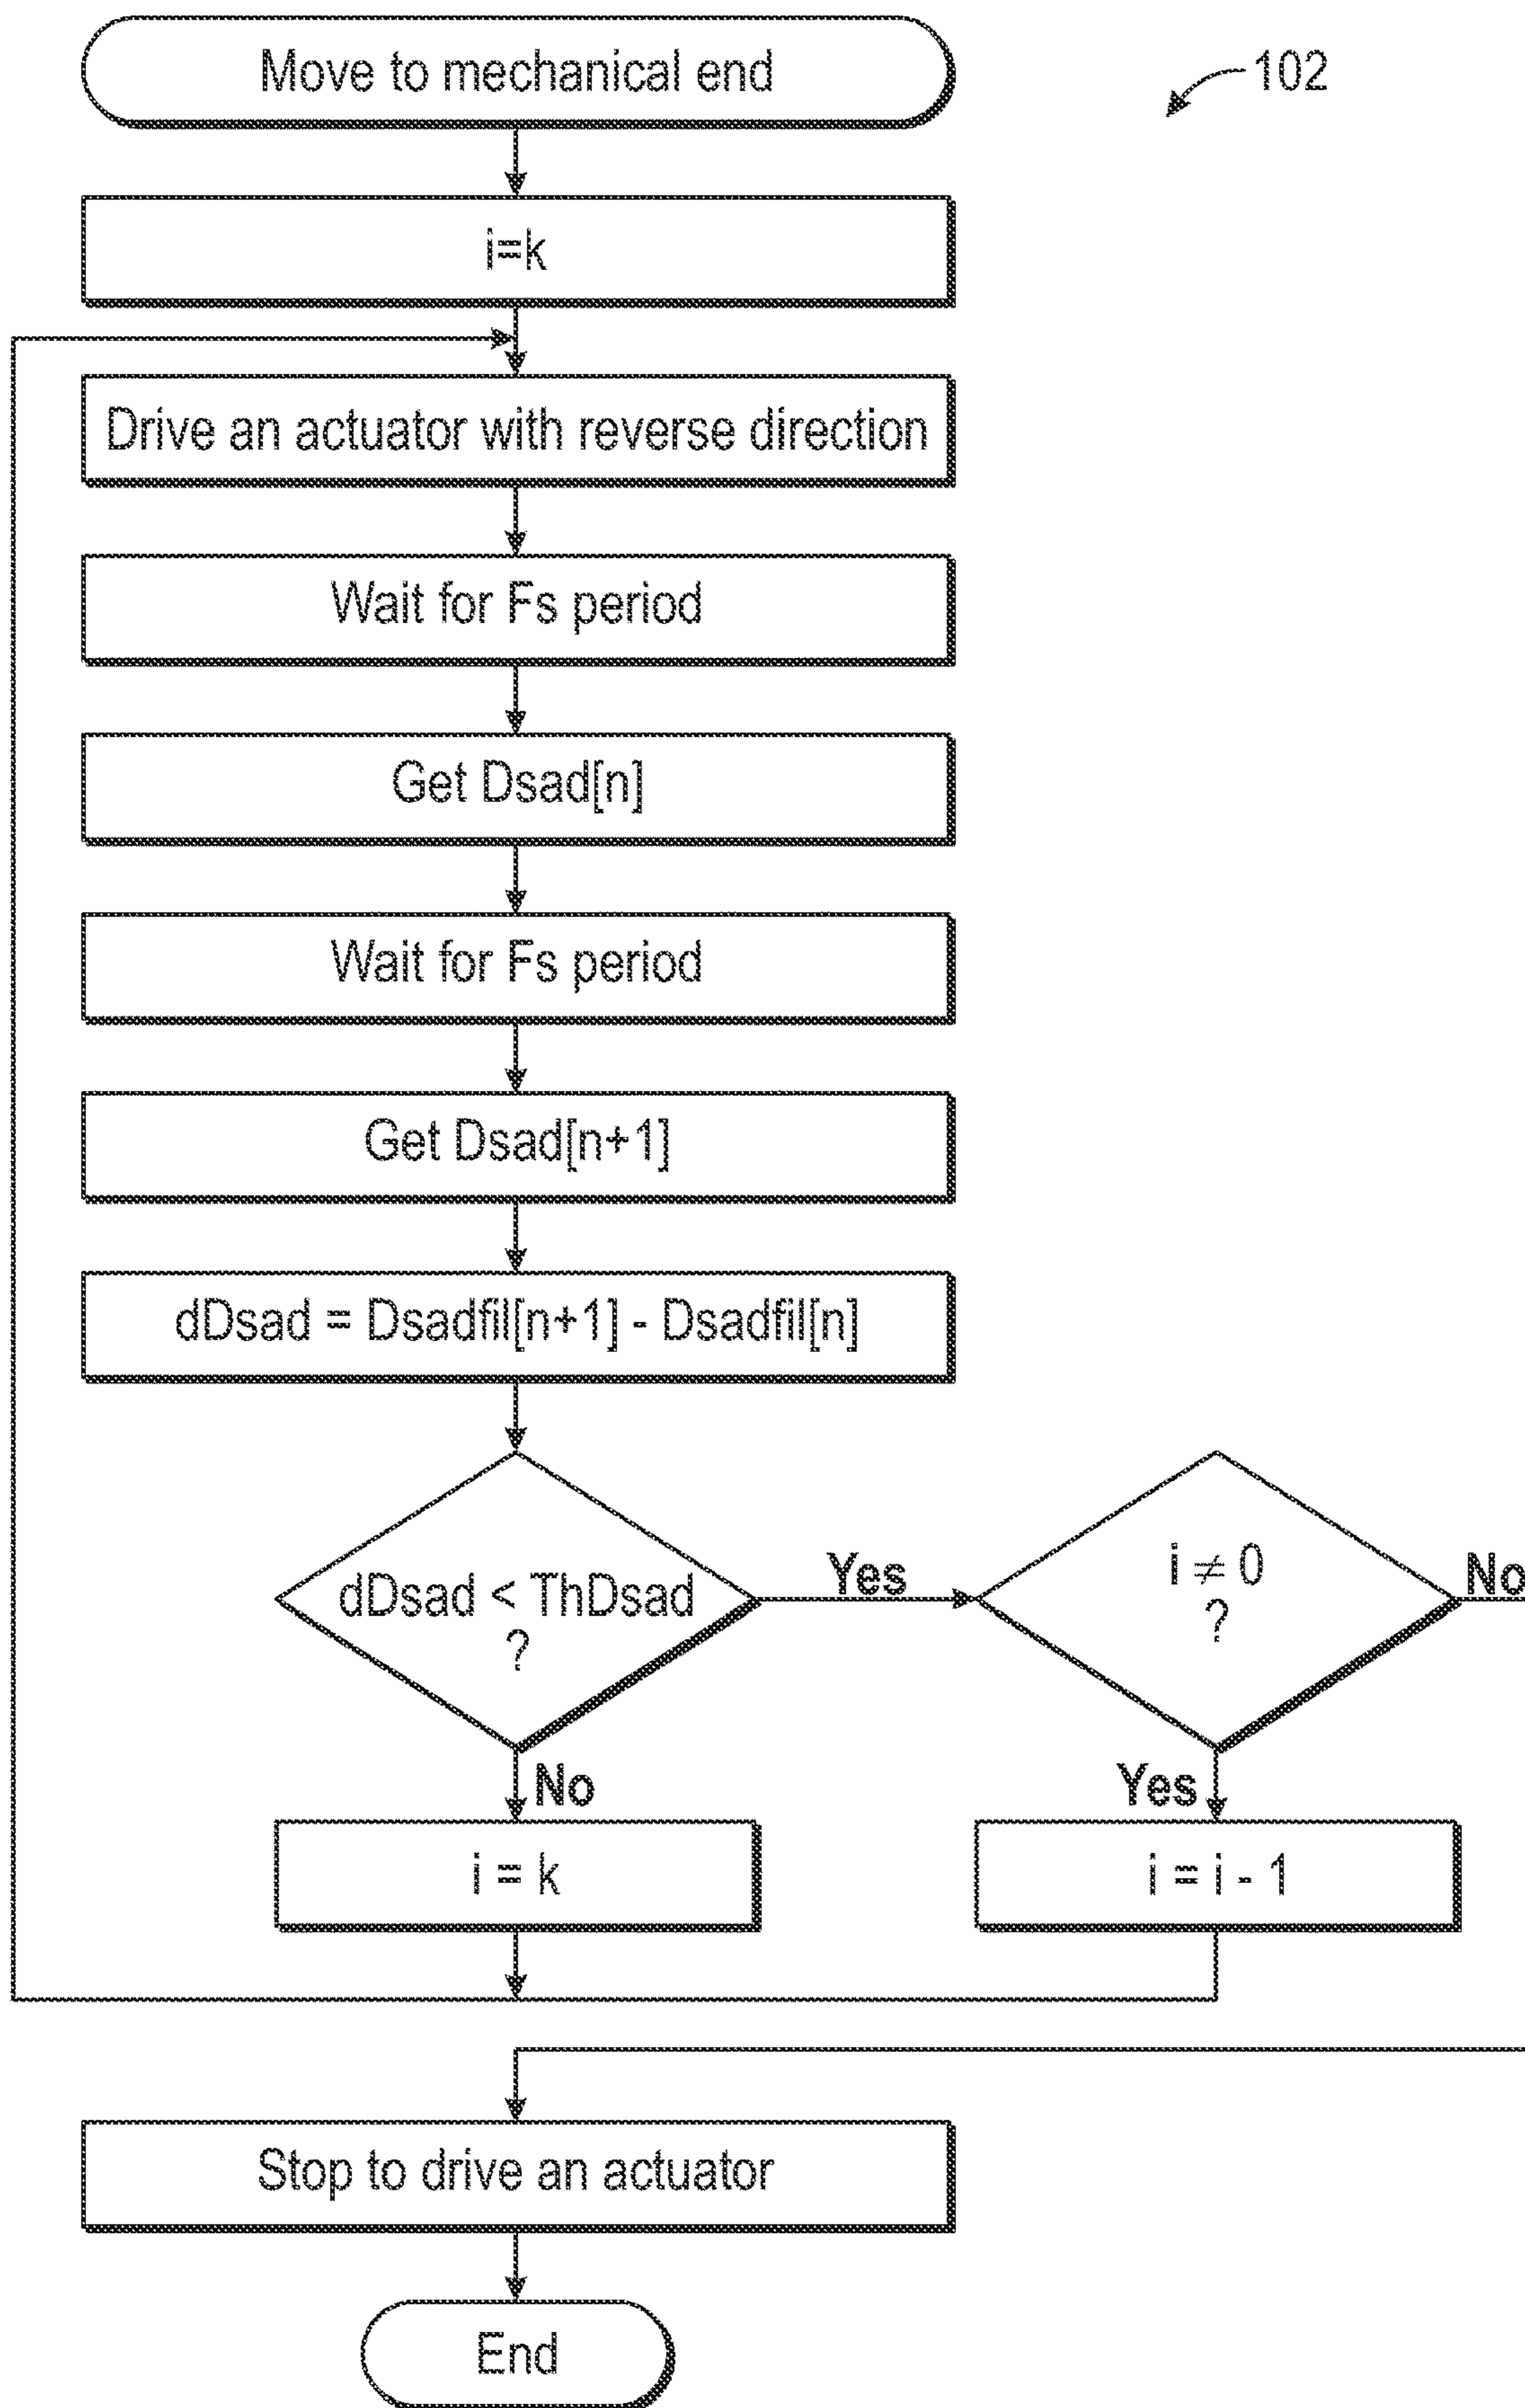 Move to mechanical end
102
i=k
Drive an actuator with reverse direction
Wait for Fs period
Get Dsad[n]
Wait for Fs period
Get Dsad[n+1]
dDsad = Dsadfil[n+1] - Dsadfil[n]
dDsad < ThDsad
?
Yes
i ≠ 0
?
No
No
Yes
i = k
i = i - 1
Stop to drive an actuator
End